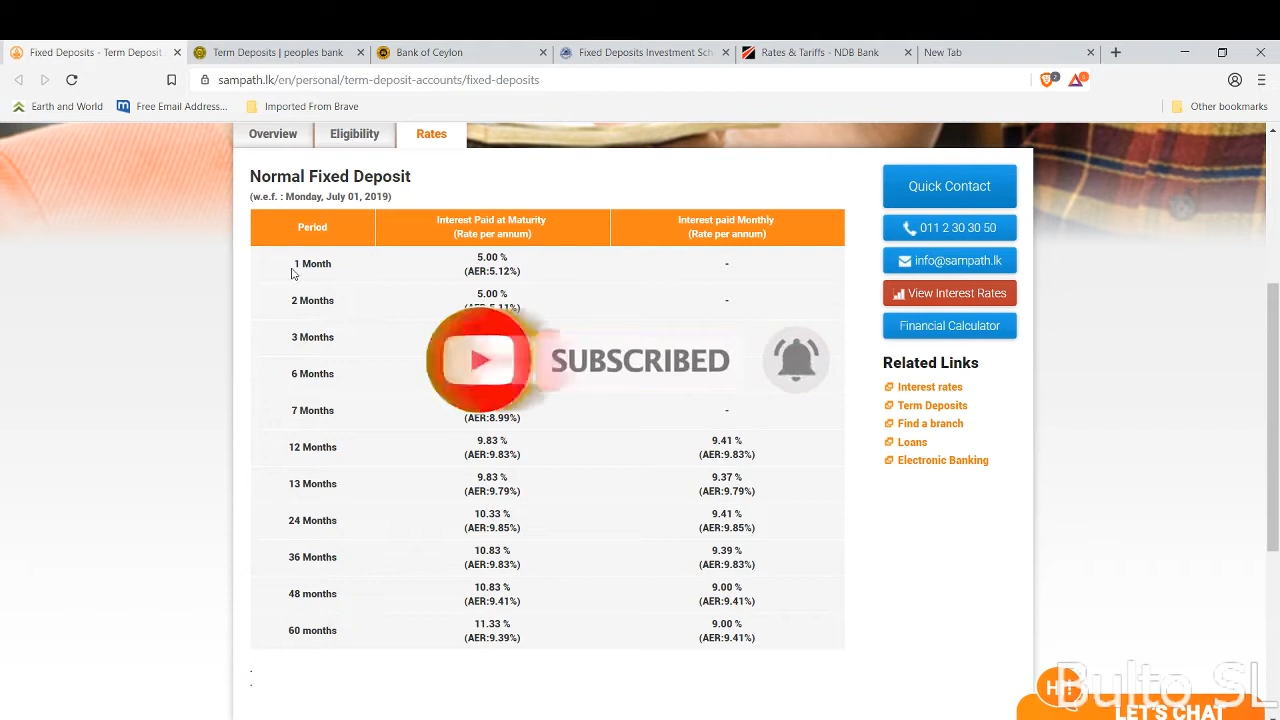 Fixed Deposits - Term Deposit
Term Deposits | peoples bank
Bank of Ceylon
Fixed Deposits Investment Sch
Rates & Tariffs - NDB Bank
New Tab
sampath.lk/en/personal/term-deposit-accounts/fixed-deposits
Earth and World
Free Email Address...
Imported From Brave
Other bookmarks
Overview
Eligibility
Rates
Normal Fixed Deposit
(w.e.f. : Monday, July 01, 2019)
Period
Interest Paid at Maturity
(Rate per annum)
Interest paid Monthly
(Rate per annum)
1 Month
5.00 %
(AER:5.12%)
-
2 Months
5.00 %
(AER:5.11%)
-
3 Months
6 Months
SUBSCRIBED
7 Months
(AER:8.99%)
-
12 Months
9.83 %
(AER:9.83%)
9.41 %
(AER:9.83%)
13 Months
9.83 %
(AER:9.79%)
9.37 %
(AER:9.79%)
24 Months
10.33 %
(AER:9.85%)
9.41 %
(AER:9.85%)
36 Months
10.83 %
(AER:9.83%)
9.39 %
(AER:9.83%)
48 months
10.83 %
(AER:9.41%)
9.00 %
(AER:9.41%)
60 months
11.33 %
(AER:9.39%)
9.00 %
(AER:9.41%)
.
.
Quick Contact
011 2 30 30 50
info@sampath.lk
View Interest Rates
Financial Calculator
Related Links
Interest rates
Term Deposits
Find a branch
Loans
Electronic Banking
Hi!
LET'S CHAT
Bulto SL